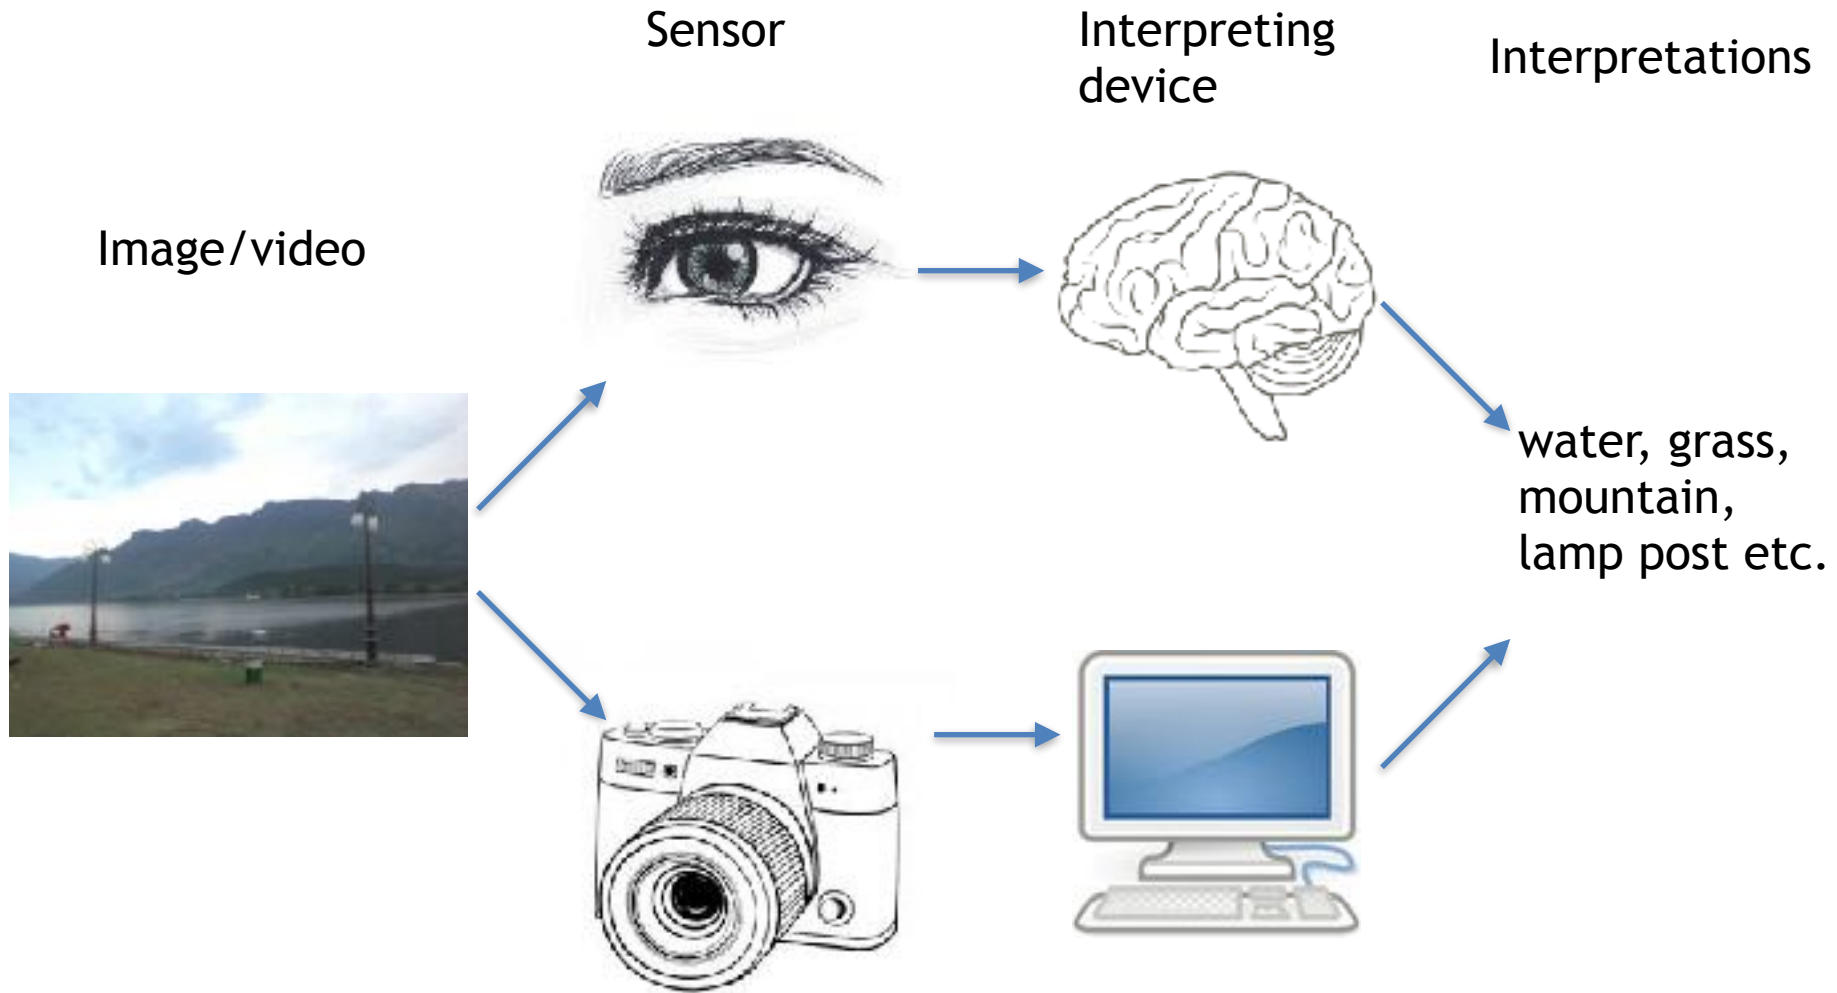 Sensor
Interpreting
device
Interpretations
Image/video
water, grass,
mountain,
lamp post etc.